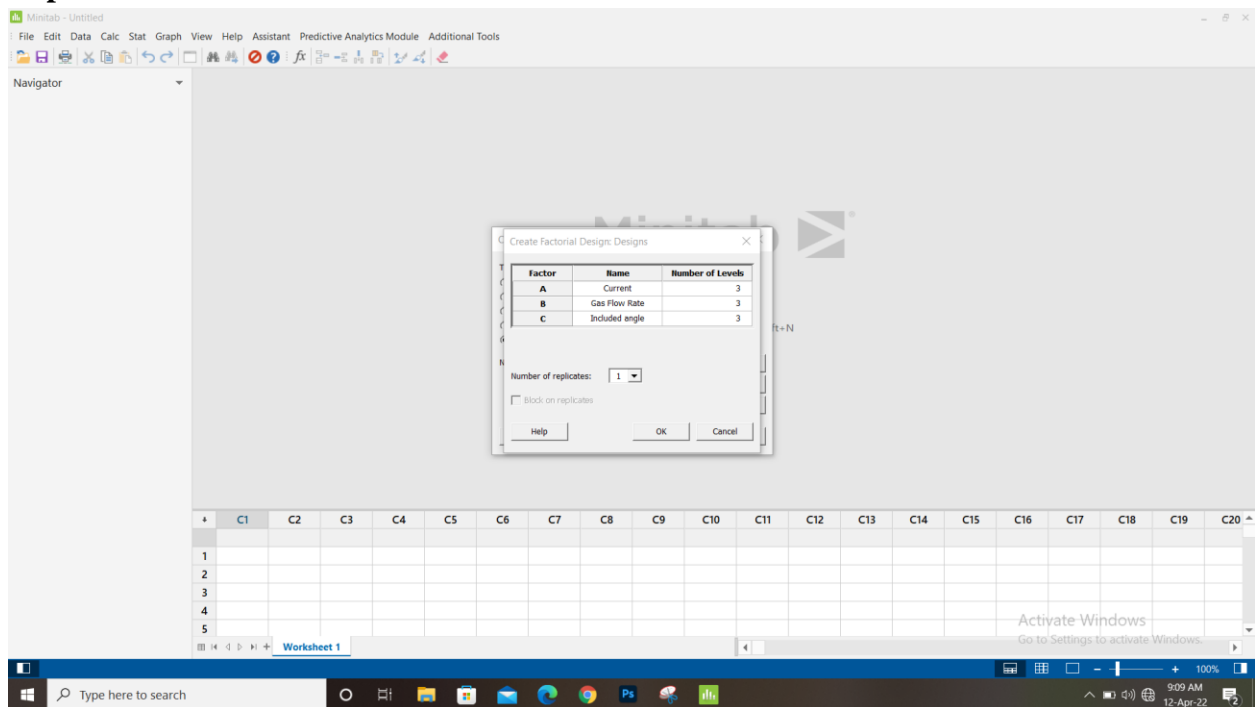 Minitab - Untitled
File Edit Data Calc Stat Graph View Help Assistant Predictive Analytics Module Additional Tools
fx
Navigator
Minitab
Create Factorial Design: Designs
Factor Name Number of Levels
A Current 3
B Gas Flow Rate 3
C Included angle 3
ft+N
Number of replicates: 1
Block on replicates
Help OK Cancel
C1 C2 C3 C4 C5 C6 C7 C8 C9 C10 C11 C12 C13 C14 C15 C16 C17 C18 C19 C20
1
2
3
4
5
Activate Windows
Go to Settings to activate Windows.
Worksheet 1
100%
Type here to search
Ps
9:09 AM
12-Apr-22
2